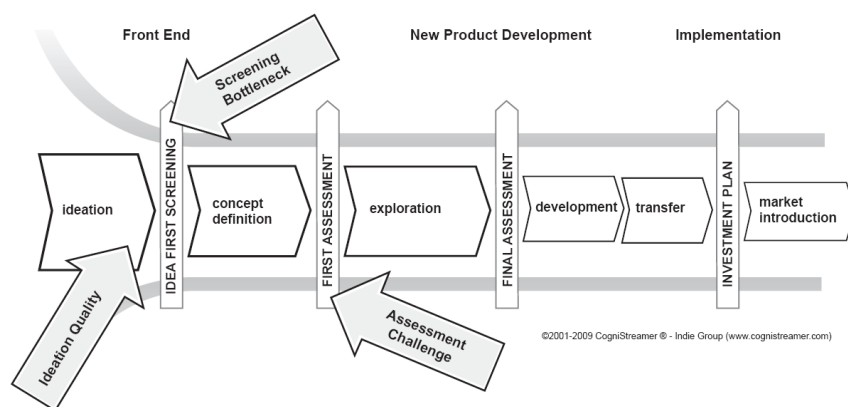 Front End
New Product Development
Implementation
Screening
Bottleneck
IDEA FIRST SCREENING
FIRST ASSESSMENT
FINAL ASSESSMENT
INVESTMENT PLAN
ideation
concept
definition
exploration
development
transfer
market
introduction
Ideation Quality
Assessment
Challenge
©2001-2009 CogniStreamer ® - Indie Group (www.cognistreamer.com)